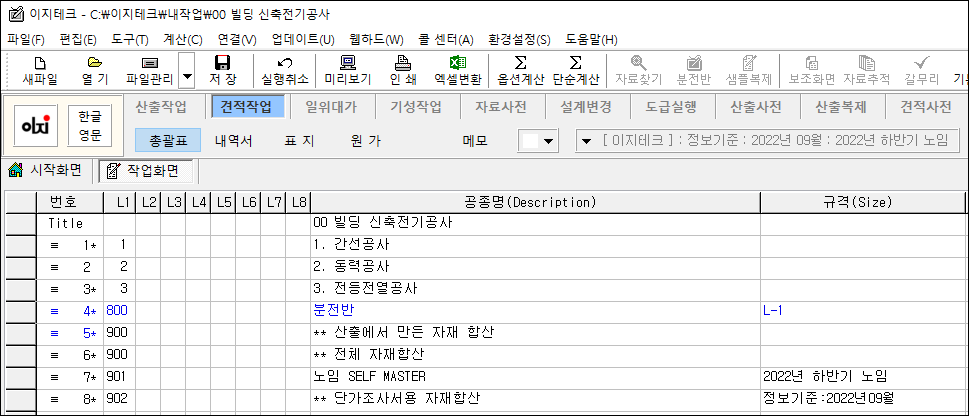 이지테크 - C:₩이지테크₩내작업₩00 빌딩 신축전기공사
파일(F) 편집(E) 도구(T) 계산(C) 연결(V) 업데이트(U) 웹하드(W) 콜 센터(A) 환경설정(S) 도움말(H)
새파일 열 기 파일관리 저 장 실행취소 미리보기 인 쇄 엑셀변환 옵션계산 단순계산 자료찾기 분전반 샘플복제 보조화면 자료추적 갈무리
한글 산출작업 견적작업 일위대가 기성작업 자료사전 설계변경 도급실행 산출사전 산출복제 견적사전
영문 총괄표 내역서 표 지 원 가 메모 [ 이지테크 ] : 정보기준 : 2022년 09월 : 2022년 하반기 노임
시작화면 작업화면
번호 L1 L2 L3 L4 L5 L6 L7 L8 공종명(Description) 규격(Size)
Title 00 빌딩 신축전기공사
≡ 1* 1 1. 간선공사
≡ 2 2 2. 동력공사
≡ 3* 3 3. 전등전열공사
≡ 4* 800 분전반 L-1
≡ 5* 900 ** 산출에서 만든 자재 합산
≡ 6* 900 ** 전체 자재합산
≡ 7* 901 노임 SELF MASTER 2022년 하반기 노임
≡ 8* 902 ** 단가조사서용 자재합산 정보기준:2022년09월